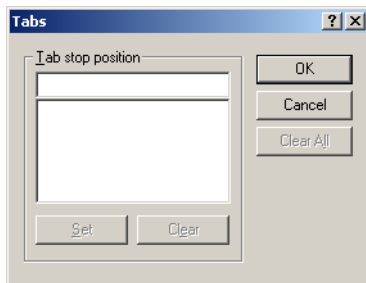 Tabs
Tab stop position
OK
Cancel
Clear All
Set
Clear